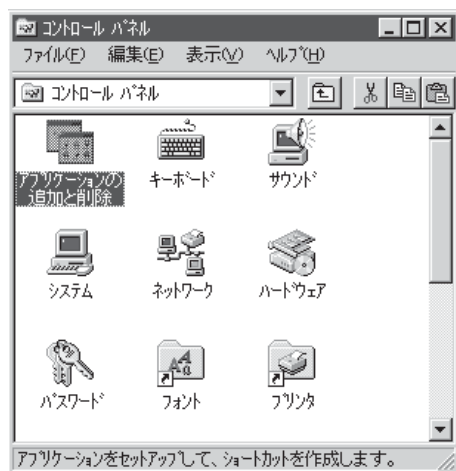 コントロール パネル
ファイル(F) 編集(E) 表示(V) ヘルプ(H)
コントロール パネル
アプリケーションの
追加と削除
キーボード
サウンド
システム
ネットワーク
ハードウェア
パスワード
フォント
プリンタ
アプリケーションをセットアップして、ショートカットを作成します。